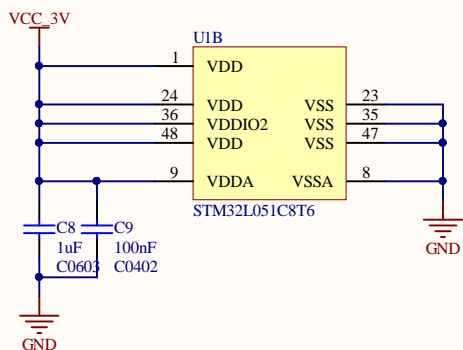 VCC_3V
U1B
1 VDD
24 VDD VSS 23
36 VDDIO2 VSS 35
48 VDD VSS 47
9 VDDA VSSA 8
STM32L051C8T6
C8 C9
1uF 100nF
C0603 C0402
GND
GND